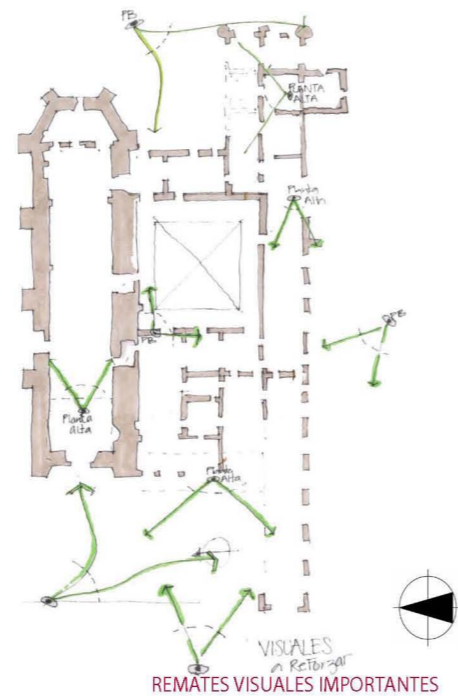 PB
PLANTA
ALTA
Planta
Alta
PB
PB
Planta
alta
Planta
Alta
VISUALES
a Reforzar
REMATES VISUALES IMPORTANTES